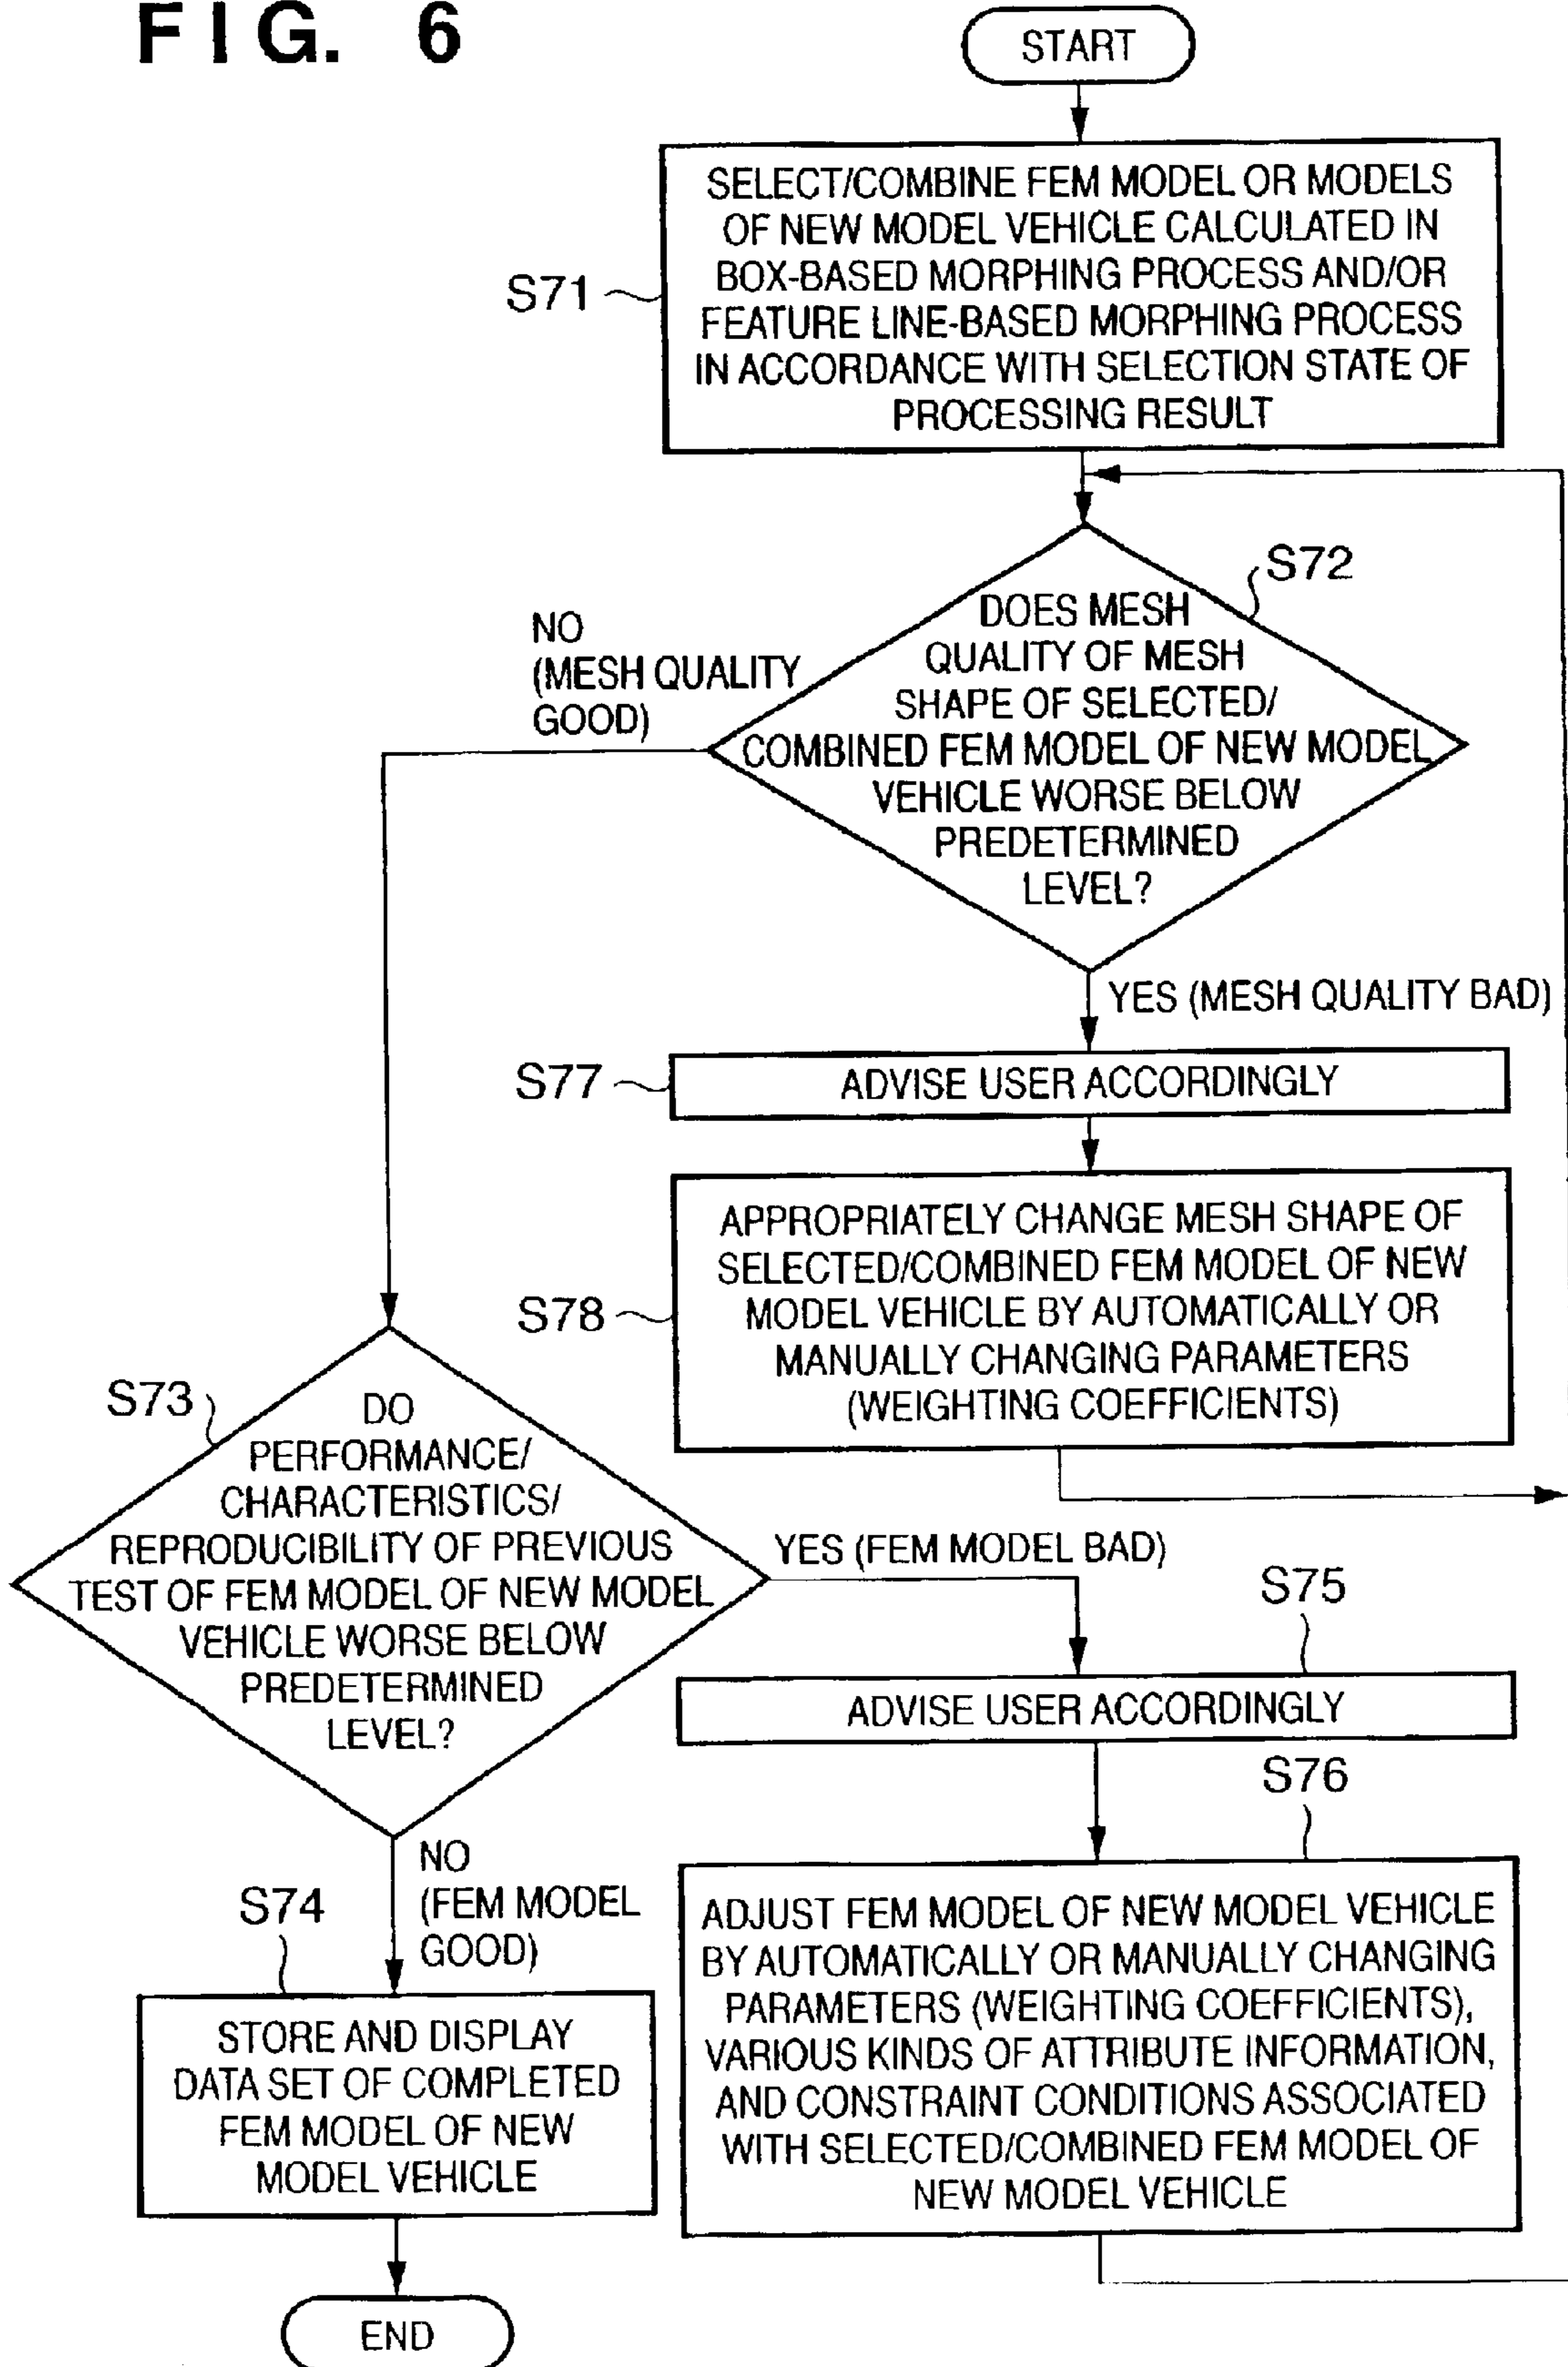 FIG. 6
START
SELECT/COMBINE FEM MODEL OR MODELS
OF NEW MODEL VEHICLE CALCULATED IN
BOX-BASED MORPHING PROCESS AND/OR
FEATURE LINE-BASED MORPHING PROCESS
IN ACCORDANCE WITH SELECTION STATE OF
PROCESSING RESULT
S71
S72
DOES MESH
QUALITY OF MESH
SHAPE OF SELECTED/
COMBINED FEM MODEL OF NEW MODEL
VEHICLE WORSE BELOW
PREDETERMINED
LEVEL?
NO
(MESH QUALITY
GOOD)
YES (MESH QUALITY BAD)
S77
ADVISE USER ACCORDINGLY
S78
APPROPRIATELY CHANGE MESH SHAPE OF
SELECTED/COMBINED FEM MODEL OF NEW
MODEL VEHICLE BY AUTOMATICALLY OR
MANUALLY CHANGING PARAMETERS
(WEIGHTING COEFFICIENTS)
S73
DO
PERFORMANCE/
CHARACTERISTICS/
REPRODUCIBILITY OF PREVIOUS
TEST OF FEM MODEL OF NEW MODEL
VEHICLE WORSE BELOW
PREDETERMINED
LEVEL?
YES (FEM MODEL BAD)
S75
ADVISE USER ACCORDINGLY
S76
ADJUST FEM MODEL OF NEW MODEL VEHICLE
BY AUTOMATICALLY OR MANUALLY CHANGING
PARAMETERS (WEIGHTING COEFFICIENTS),
VARIOUS KINDS OF ATTRIBUTE INFORMATION,
AND CONSTRAINT CONDITIONS ASSOCIATED
WITH SELECTED/COMBINED FEM MODEL OF
NEW MODEL VEHICLE
NO
(FEM MODEL
GOOD)
S74
STORE AND DISPLAY
DATA SET OF COMPLETED
FEM MODEL OF NEW
MODEL VEHICLE
END